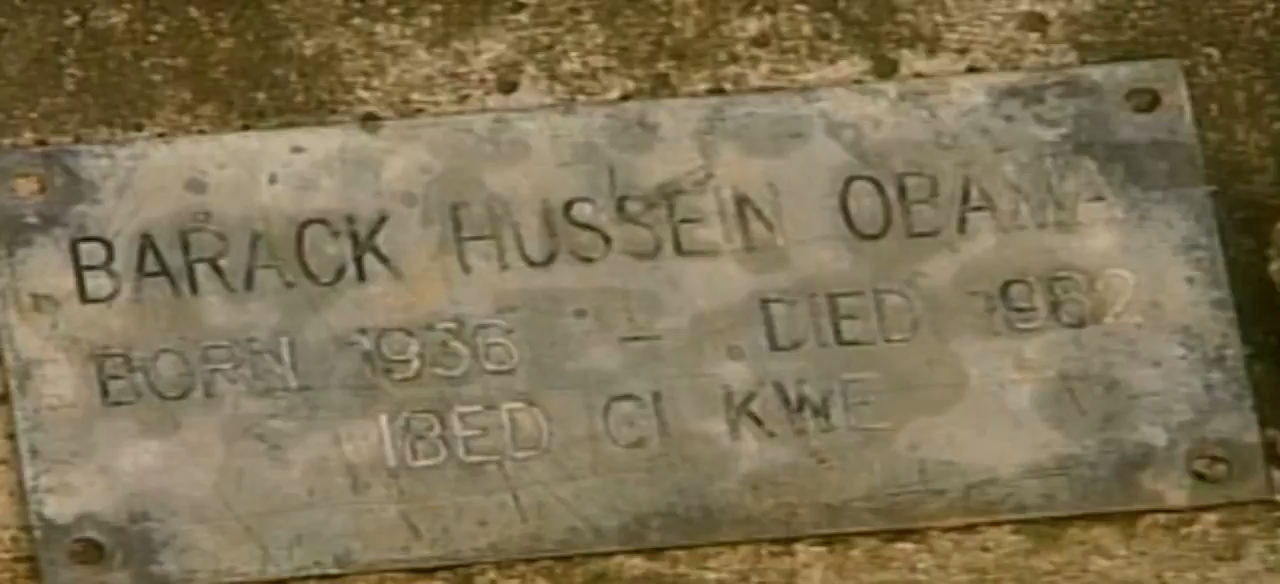 BARACK HUSSEIN OBAMA
BORN 1936 - DIED 1982
IBED CI KWE